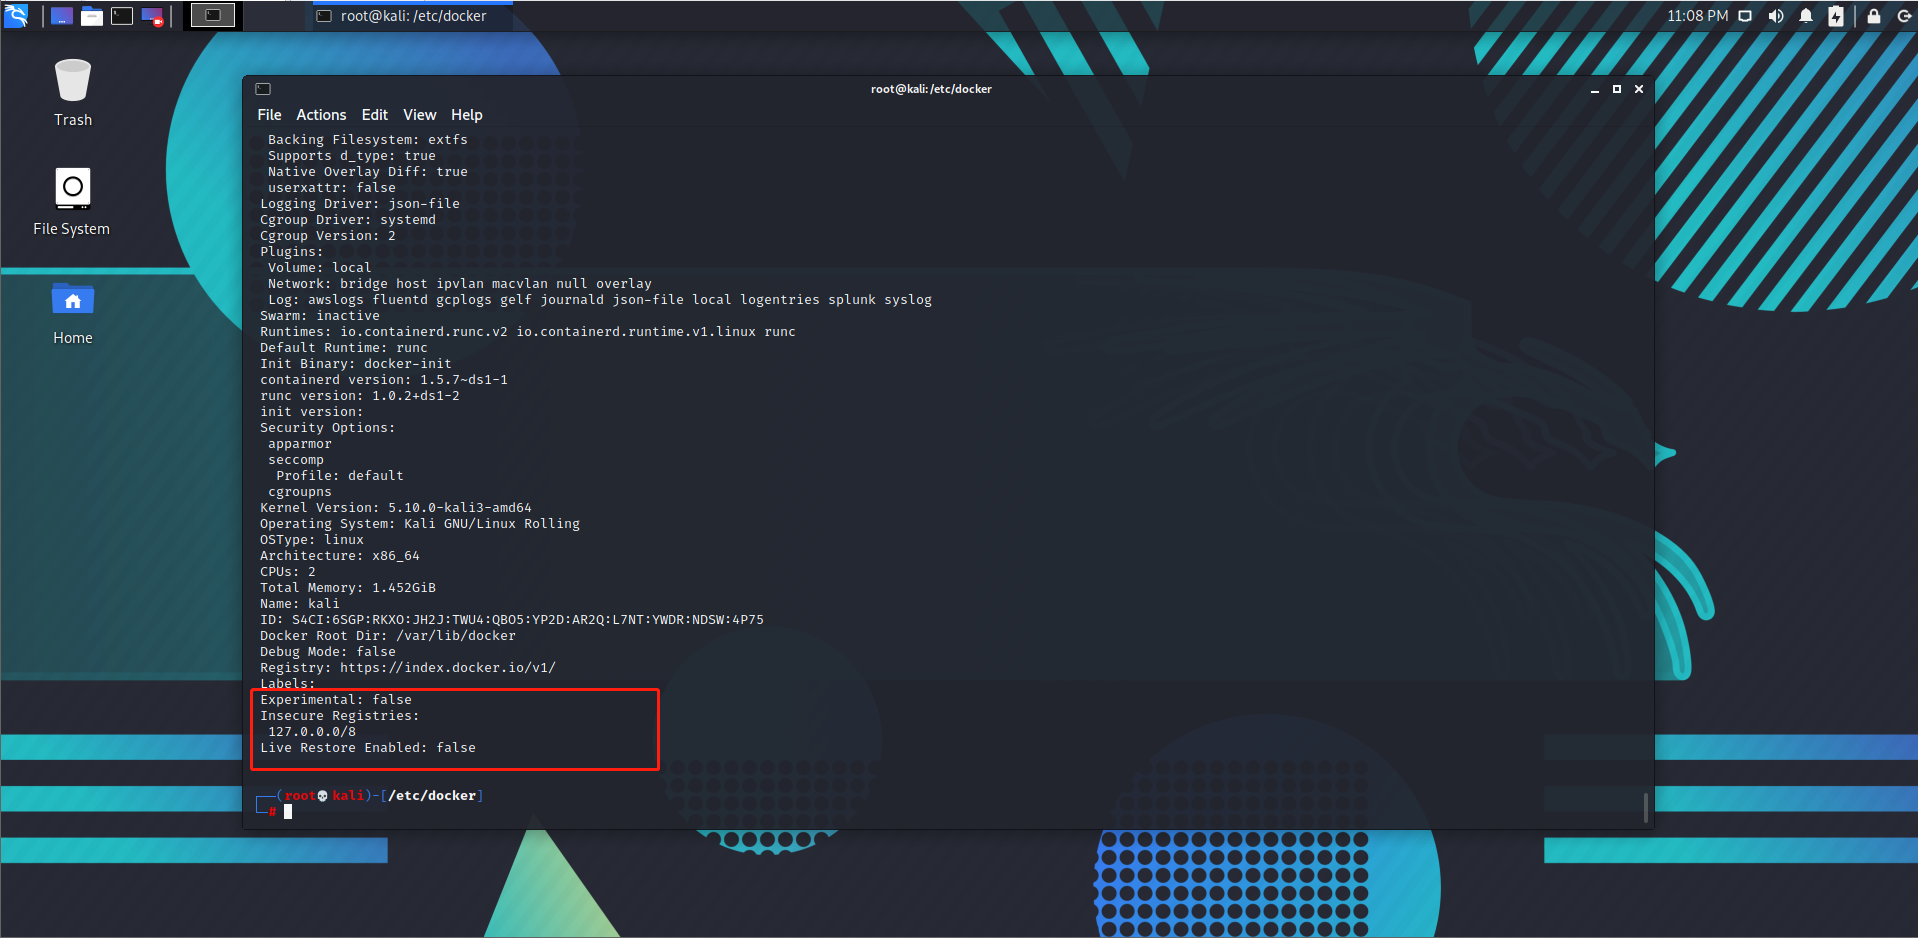 root@kali: /etc/docker
11:08 PM
Trash
File System
Home
root@kali: /etc/docker
File Actions Edit View Help
Backing Filesystem: extfs
Supports d_type: true
Native Overlay Diff: true
userxattr: false
Logging Driver: json-file
Cgroup Driver: systemd
Cgroup Version: 2
Plugins:
Volume: local
Network: bridge host ipvlan macvlan null overlay
Log: awslogs fluentd gcplogs gelf journald json-file local logentries splunk syslog
Swarm: inactive
Runtimes: io.containerd.runc.v2 io.containerd.runtime.v1.linux runc
Default Runtime: runc
Init Binary: docker-init
containerd version: 1.5.7~ds1-1
runc version: 1.0.2+ds1-2
init version:
Security Options:
apparmor
seccomp
Profile: default
cgroupns
Kernel Version: 5.10.0-kali3-amd64
Operating System: Kali GNU/Linux Rolling
OSType: linux
Architecture: x86_64
CPUs: 2
Total Memory: 1.452GiB
Name: kali
ID: S4CI:6SGP:RKXO:JH2J:TWU4:QBO5:YP2D:AR2Q:L7NT:YWDR:NDSW:4P75
Docker Root Dir: /var/lib/docker
Debug Mode: false
Registry: https://index.docker.io/v1/
Labels:
Experimental: false
Insecure Registries:
127.0.0.0/8
Live Restore Enabled: false
(root💀kali)-[/etc/docker]
#